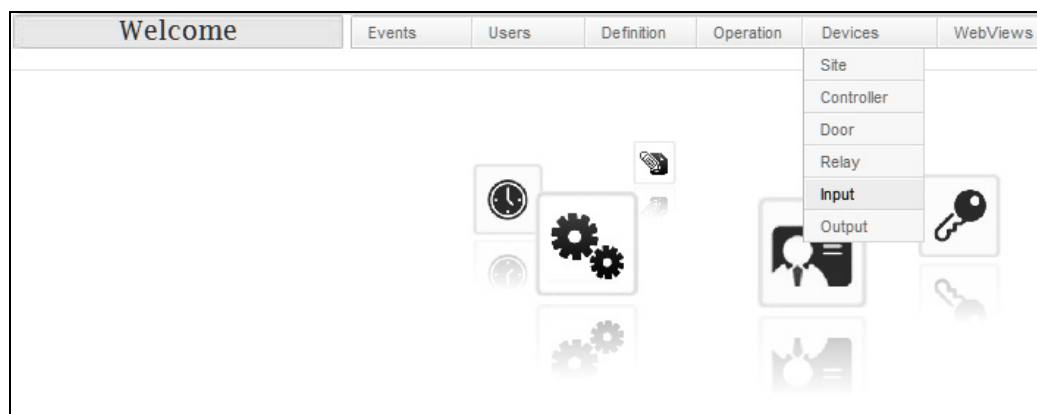 Welcome Events Users Definition Operation Devices WebViews
Site
Controller
Door
Relay
Input
Output